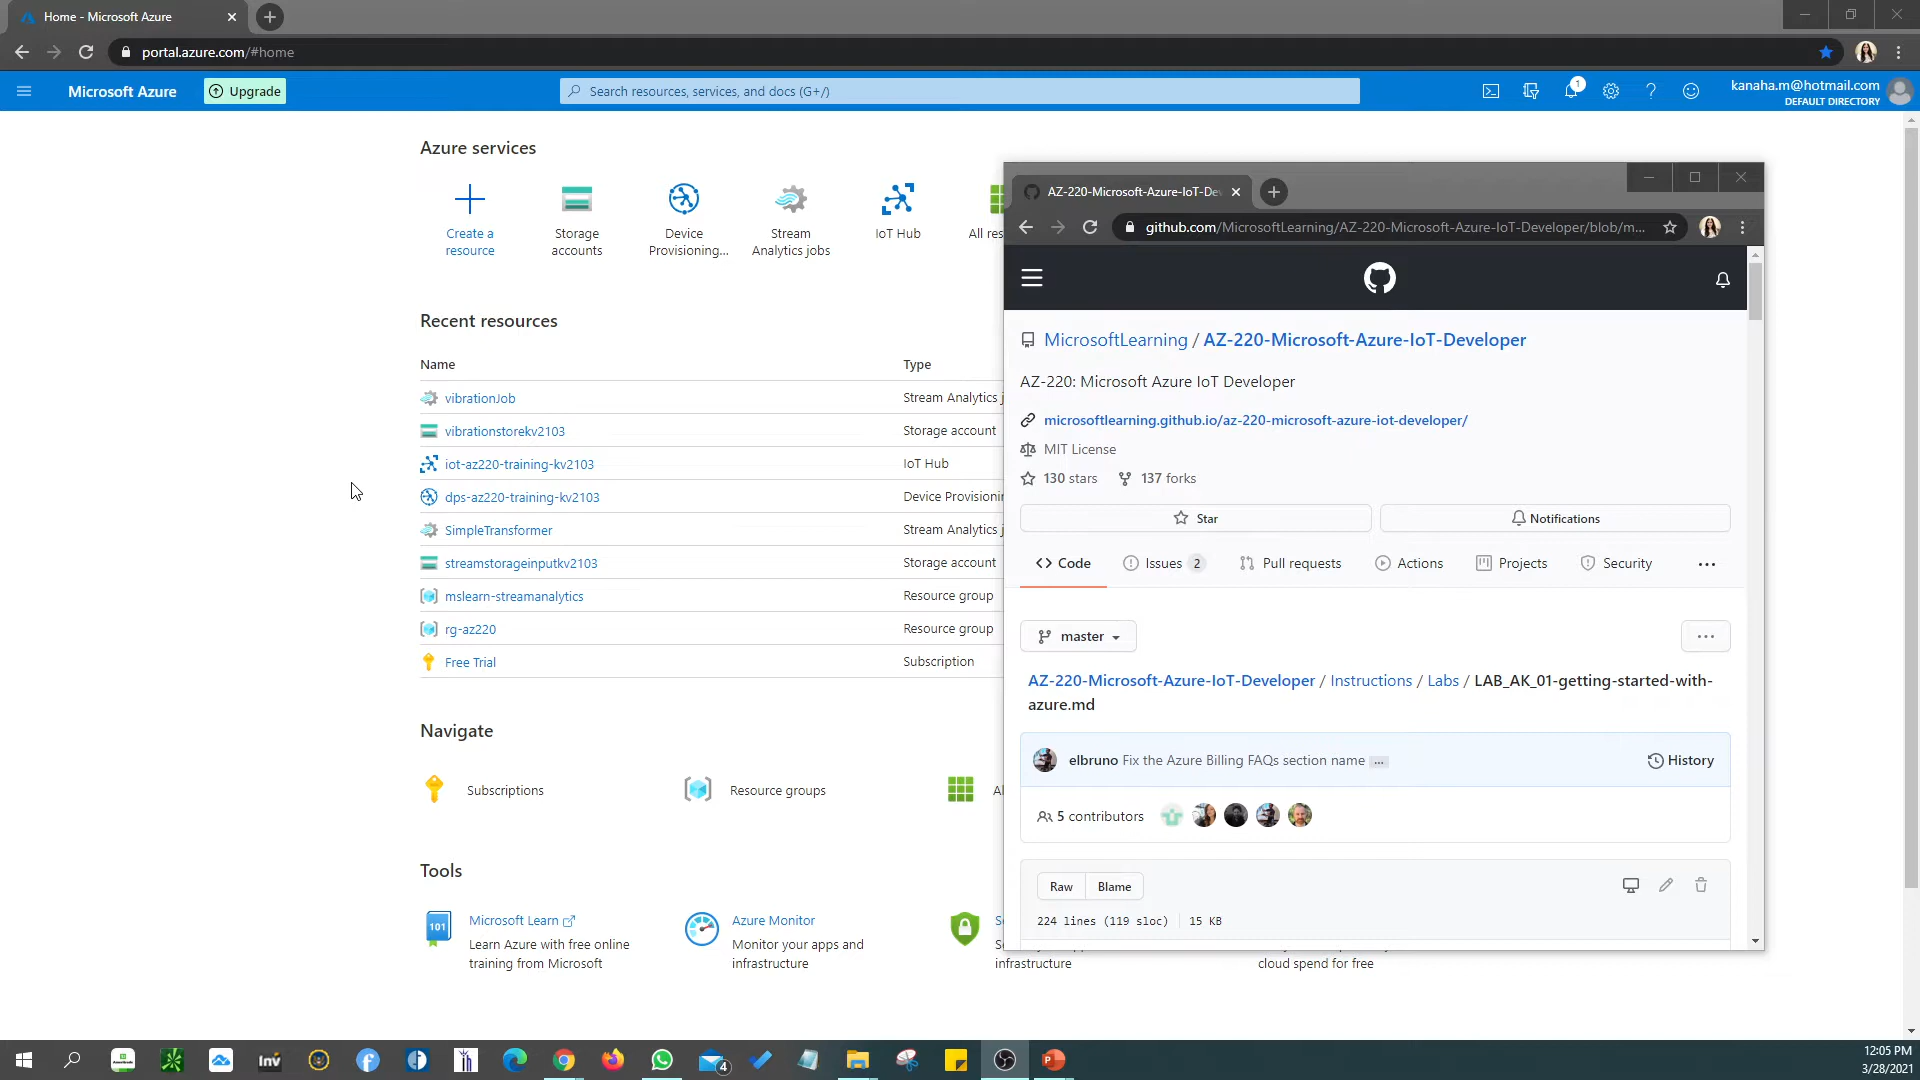 Home - Microsoft Azure
portal.azure.com/#home
Microsoft Azure
Upgrade
Search resources, services, and docs (G+/)
1
kanaha.m@hotmail.com
DEFAULT DIRECTORY
Azure services
Create a
resource
Storage
accounts
Device
Provisioning...
Stream
Analytics jobs
IoT Hub
All res
Recent resources
Name
Type
vibrationJob
Stream Analytics j
vibrationstorekv2103
Storage account
iot-az220-training-kv2103
IoT Hub
dps-az220-training-kv2103
Device Provisionin
SimpleTransformer
Stream Analytics j
streamstorageinputkv2103
Storage account
mslearn-streamanalytics
Resource group
rg-az220
Resource group
Free Trial
Subscription
Navigate
Subscriptions
Resource groups
Al
Tools
101
Microsoft Learn
Learn Azure with free online
training from Microsoft
Azure Monitor
Monitor your apps and
infrastructure
infrastructure
cloud spend for free
AZ-220-Microsoft-Azure-IoT-De
github.com/MicrosoftLearning/AZ-220-Microsoft-Azure-IoT-Developer/blob/m...
MicrosoftLearning / AZ-220-Microsoft-Azure-IoT-Developer
AZ-220: Microsoft Azure IoT Developer
microsoftlearning.github.io/az-220-microsoft-azure-iot-developer/
MIT License
130 stars
137 forks
Star
Notifications
Code
Issues 2
Pull requests
Actions
Projects
Security
master
AZ-220-Microsoft-Azure-IoT-Developer / Instructions / Labs / LAB_AK_01-getting-started-with-
azure.md
elbruno Fix the Azure Billing FAQs section name ...
History
5 contributors
Raw
Blame
224 lines (119 sloc)
15 KB
Inv
4
12:05 PM
3/28/2021